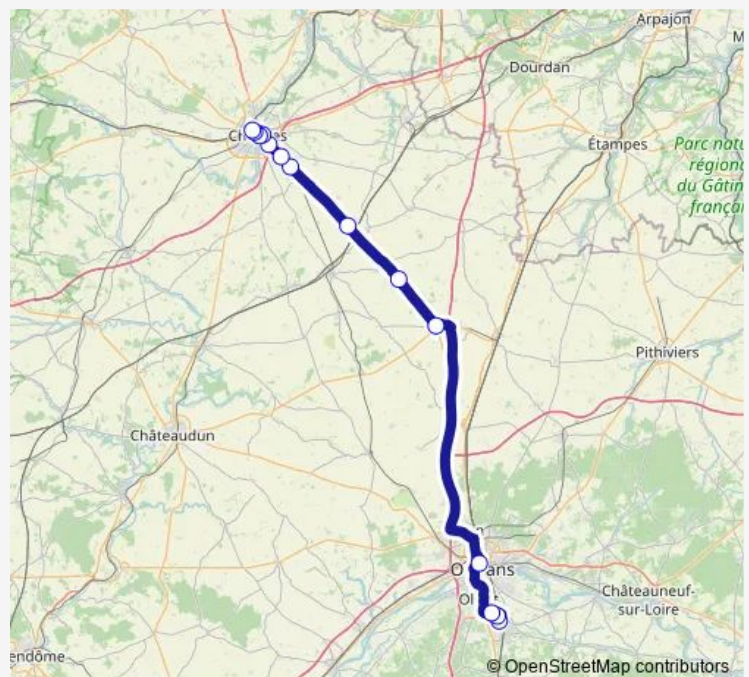 Arpajon
Dourdan
Étampes
Parc natu
régiona
du Gâtin
françai
Pithiviers
Châteaudun
Châteauneuf-
sur-Loire
endôme
© OpenStreetMap contributors